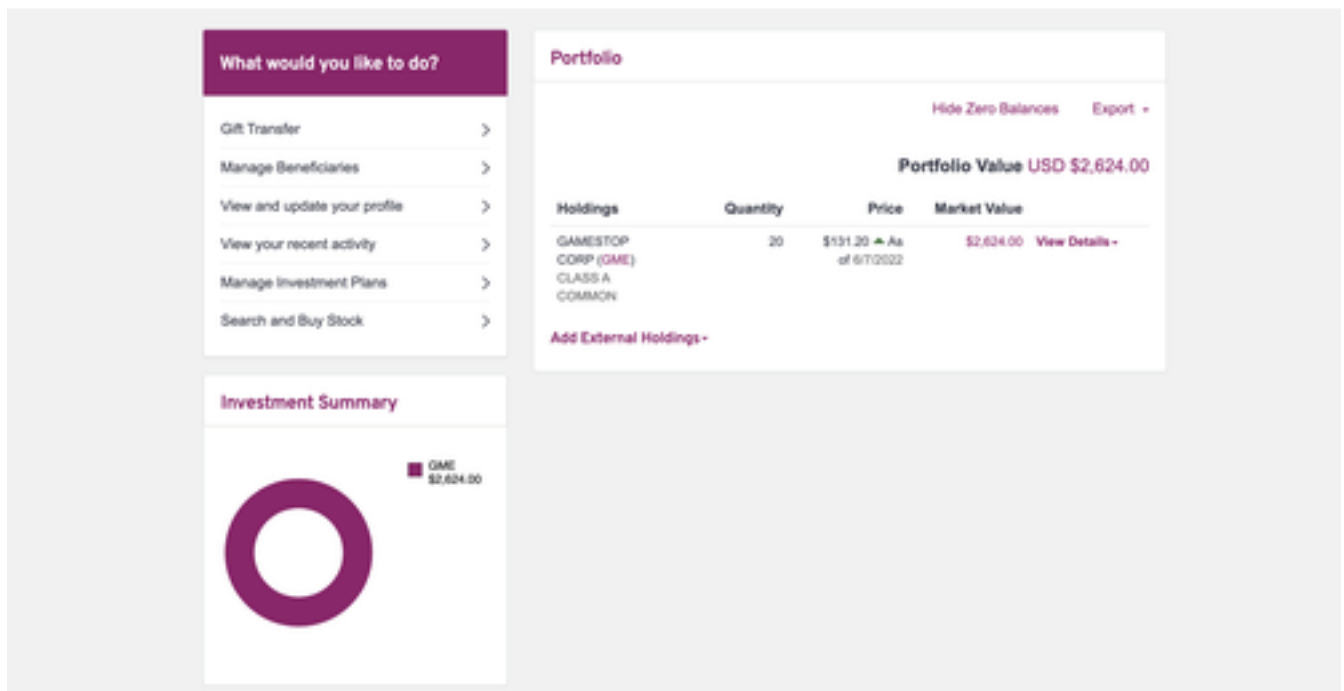 What would you like to do?
Gift Transfer
Manage Beneficiaries
View and update your profile
View your recent activity
Manage Investment Plans
Search and Buy Stock
Portfolio
Hide Zero Balances Export
Portfolio Value USD $2,624.00
Holdings Quantity Price Market Value
GAMESTOP 20 $131.20 As $2,624.00 View Details
CORP (GME) of 6/7/2022
CLASS A
COMMON
Add External Holdings
Investment Summary
GME
$2,624.00